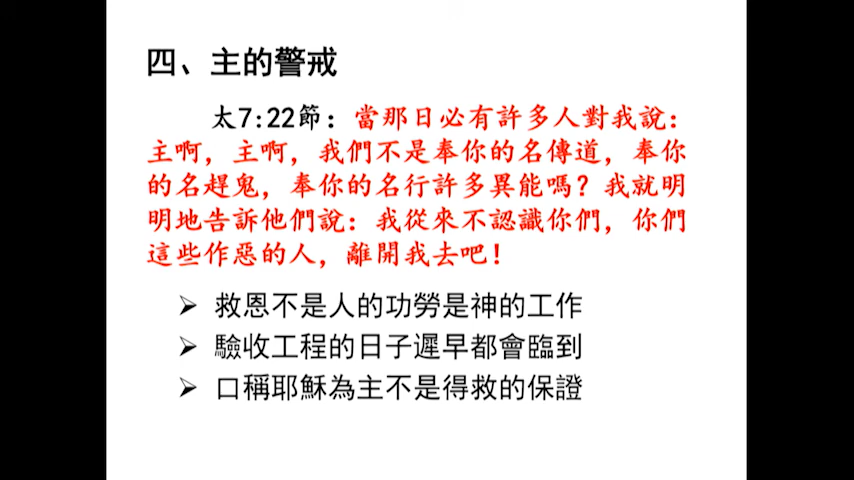 四、主的警戒
太7:22節：當那日必有許多人對我說：
主啊，主啊，我們不是奉你的名傳道，奉你
的名趕鬼，奉你的名行許多異能嗎？我就明
明地告訴他們說：我從來不認識你們，你們
這些作惡的人，離開我去吧！
➢ 救恩不是人的功勞是神的工作
➢ 驗收工程的日子遲早都會臨到
➢ 口稱耶穌為主不是得救的保證